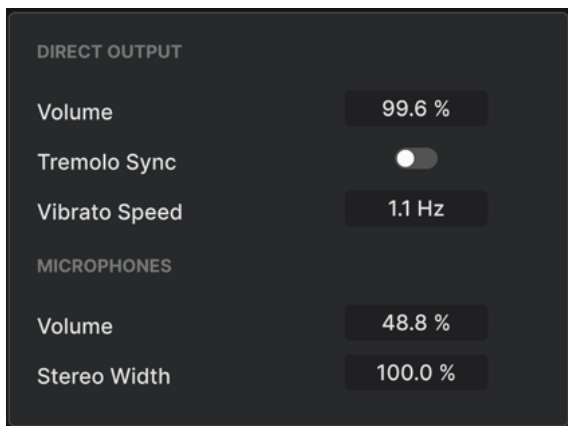 DIRECT OUTPUT
Volume 99.6 %
Tremolo Sync
Vibrato Speed 1.1 Hz
MICROPHONES
Volume 48.8 %
Stereo Width 100.0 %